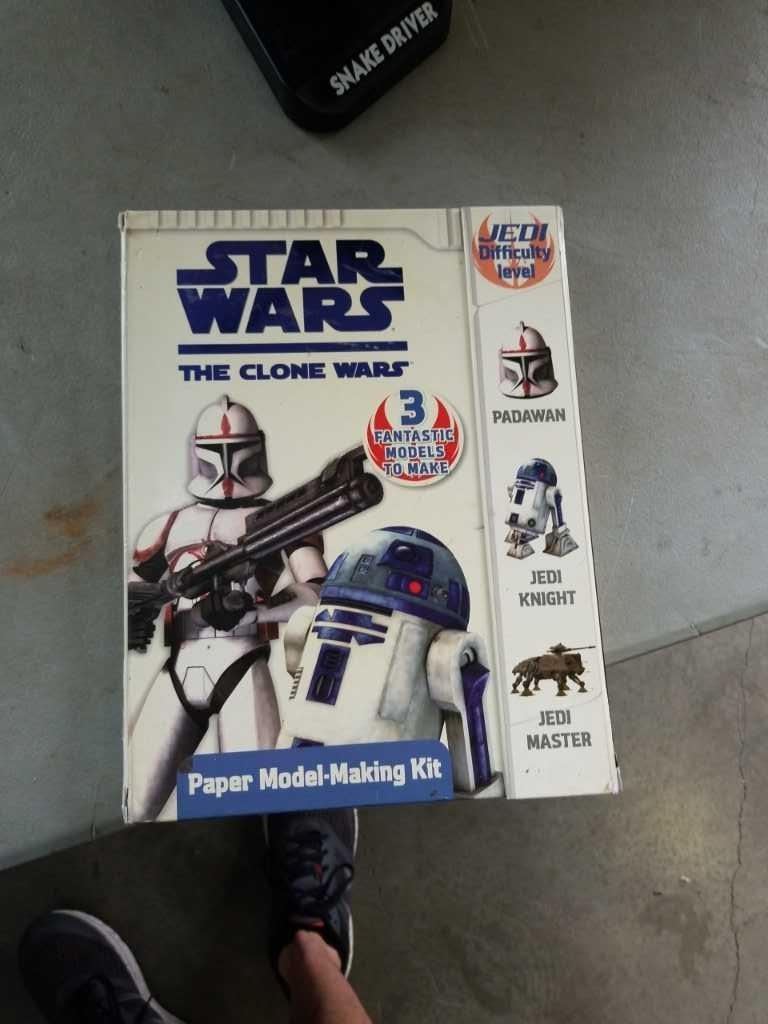 SNAKE DRIVER
STAR
WARS
THE CLONE WARS™
3
FANTASTIC
MODELS
TO MAKE
Paper Model-Making Kit
JEDI
Difficulty
level
PADAWAN
JEDI
KNIGHT
JEDI
MASTER